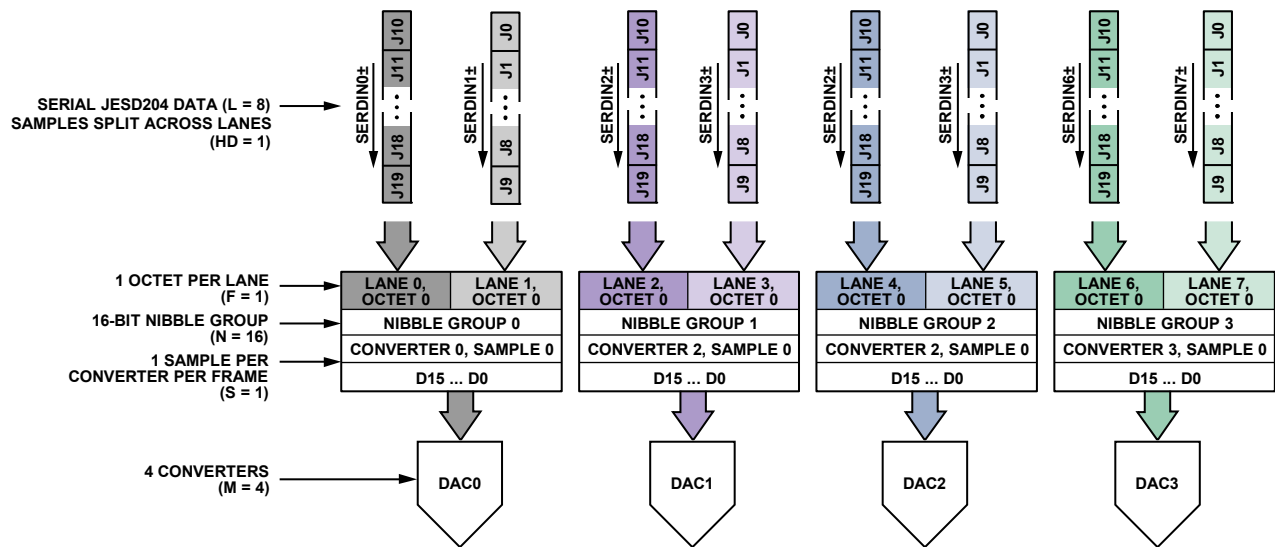 J10 J0 J10 J0 J10 J0 J10 J0
J11 J1 J11 J1 J11 J1 J11 J1
SERDIN0± SERDIN1± SERDIN2± SERDIN3± SERDIN2± SERDIN3± SERDIN6± SERDIN7±
SERIAL JESD204 DATA (L = 8)
SAMPLES SPLIT ACROSS LANES
(HD = 1)
J18 J8 J18 J8 J18 J8 J18 J8
J19 J9 J19 J9 J19 J9 J19 J9
1 OCTET PER LANE
(F = 1)
LANE 0, OCTET 0
LANE 1, OCTET 0
LANE 2, OCTET 0
LANE 3, OCTET 0
LANE 4, OCTET 0
LANE 5, OCTET 0
LANE 6, OCTET 0
LANE 7, OCTET 0
16-BIT NIBBLE GROUP
(N = 16)
NIBBLE GROUP 0 NIBBLE GROUP 1 NIBBLE GROUP 2 NIBBLE GROUP 3
1 SAMPLE PER
CONVERTER PER FRAME
(S = 1)
CONVERTER 0, SAMPLE 0 CONVERTER 2, SAMPLE 0 CONVERTER 2, SAMPLE 0 CONVERTER 3, SAMPLE 0
D15 ... D0 D15 ... D0 D15 ... D0 D15 ... D0
4 CONVERTERS
(M = 4)
DAC0 DAC1 DAC2 DAC3